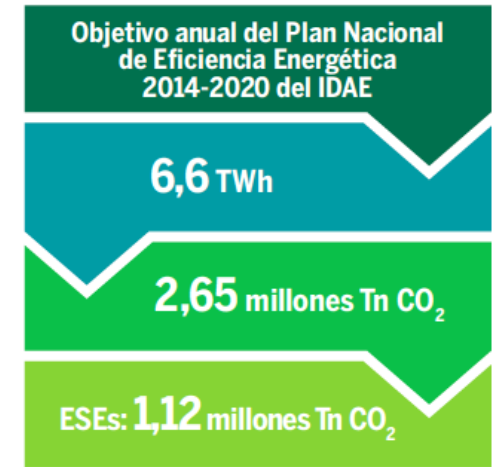 Objetivo anual del Plan Nacional
de Eficiencia Energética
2014-2020 del IDAE
6,6 TWh
2,65 millones Tn CO₂
ESEs: 1,12 millones Tn CO₂